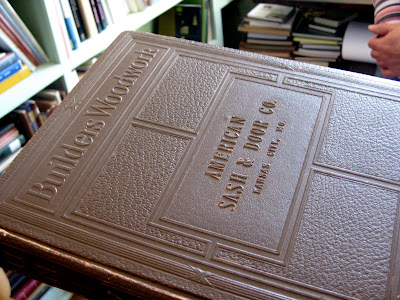 Builders Woodwork
AMERICAN
SASH & DOOR CO.
KANSAS CITY, MO.